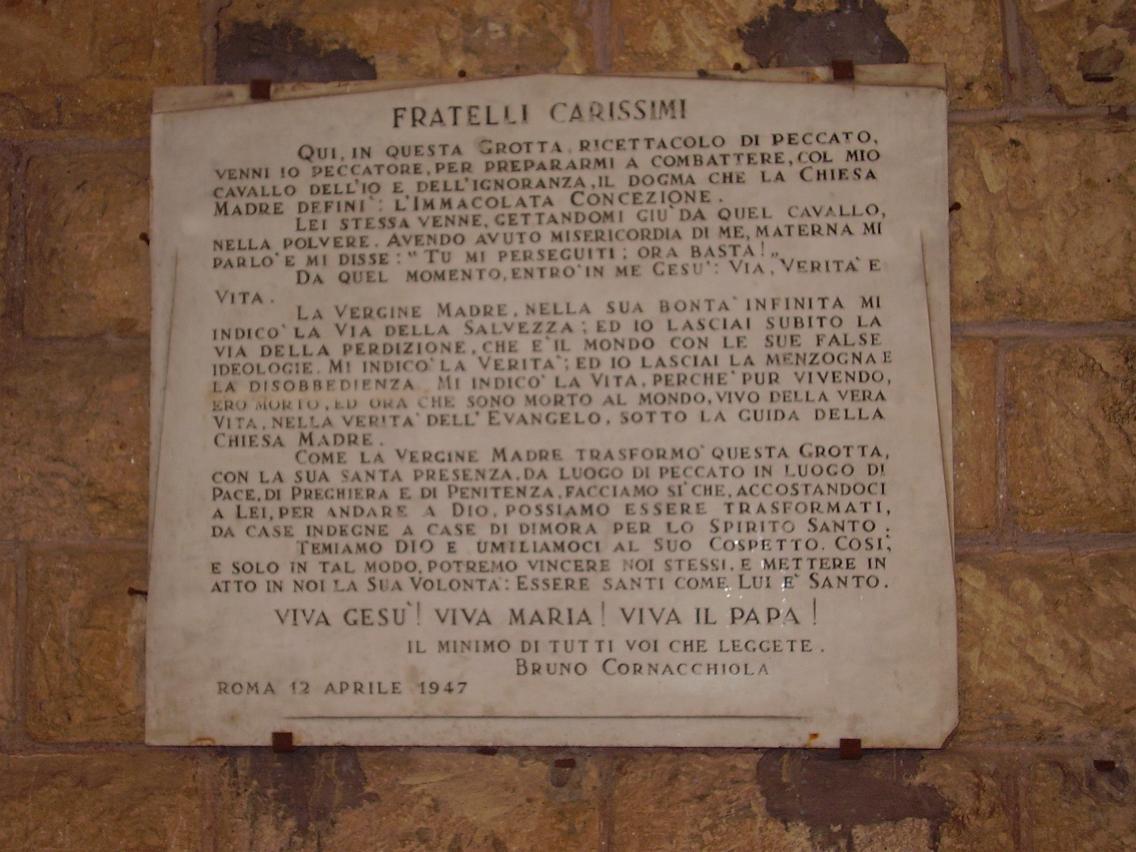 FRATELLI CARISSIMI
QUI, IN QUESTA GROTTA, RICETTACOLO DI PECCATO,
VENNI IO PECCATORE, PER PREPARARMI A COMBATTERE, COL MIO
CAVALLO DELL'IO E DELL'IGNORANZA, IL DOGMA CHE LA CHIESA
MADRE DEFINI': L'IMMACOLATA CONCEZIONE.
LEI STESSA VENNE, GETTANDOMI GIU' DA QUEL CAVALLO,
NELLA POLVERE. AVENDO AVUTO MISERICORDIA DI ME, MATERNA MI
PARLO' E MI DISSE: "TU MI PERSEGUITI; ORA BASTA!„
DA QUEL MOMENTO, ENTRO' IN ME GESU': VIA, VERITA' E
VITA.
LA VERGINE MADRE, NELLA SUA BONTA' INFINITA MI
INDICO' LA VIA DELLA SALVEZZA; ED IO LASCIAI SUBITO LA
VIA DELLA PERDIZIONE, CHE E' IL MONDO CON LE SUE FALSE
IDEOLOGIE. MI INDICO' LA VERITA'; ED IO LASCIAI LA MENZOGNA E
LA DISOBBEDIENZA. MI INDICO' LA VITA, PERCHE' PUR VIVENDO,
ERO MORTO, ED ORA CHE SONO MORTO AL MONDO, VIVO DELLA VERA
VITA, NELLA VERITA' DELL'EVANGELO, SOTTO LA GUIDA DELLA
CHIESA MADRE.
COME LA VERGINE MADRE TRASFORMO' QUESTA GROTTA,
CON LA SUA SANTA PRESENZA, DA LUOGO DI PECCATO IN LUOGO DI
PACE, DI PREGHIERA E DI PENITENZA, FACCIAMO SI' CHE, ACCOSTANDOCI
A LEI, PER ANDARE A DIO, POSSIAMO ESSERE TRASFORMATI,
DA CASE INDEGNE A CASE DI DIMORA PER LO SPIRITO SANTO.
TEMIAMO DIO E UMILIAMOCI AL SUO COSPETTO. COSI',
E SOLO IN TAL MODO, POTREMO VINCERE NOI STESSI, E METTERE IN
ATTO IN NOI LA SUA VOLONTA': ESSERE SANTI COME LUI E' SANTO.
VIVA GESU'! VIVA MARIA! VIVA IL PAPA!
IL MINIMO DI TUTTI VOI CHE LEGGETE.
BRUNO CORNACCHIOLA
ROMA 12 APRILE 1947